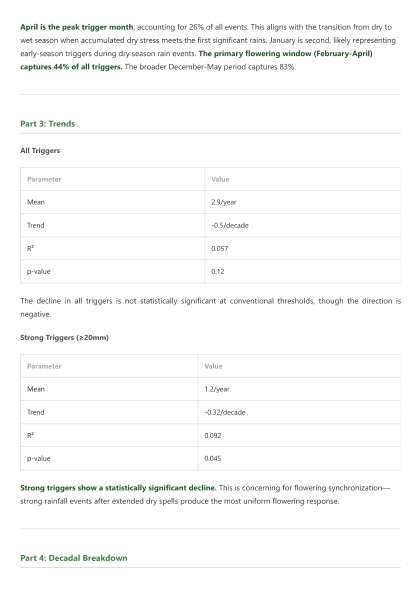 April is the peak trigger month, accounting for 26% of all events. This aligns with the transition from dry to
wet season when accumulated dry stress meets the first significant rains. January is second, likely representing
early-season triggers during dry-season rain events. The primary flowering window (February-April)
captures 44% of all triggers. The broader December-May period captures 83%.
Part 3: Trends
All Triggers
Parameter Value
Mean 2.9/year
Trend -0.5/decade
R² 0.057
p-value 0.12
The decline in all triggers is not statistically significant at conventional thresholds, though the direction is
negative.
Strong Triggers (≥20mm)
Parameter Value
Mean 1.2/year
Trend -0.32/decade
R² 0.092
p-value 0.045
Strong triggers show a statistically significant decline. This is concerning for flowering synchronization—
strong rainfall events after extended dry spells produce the most uniform flowering response.
Part 4: Decadal Breakdown